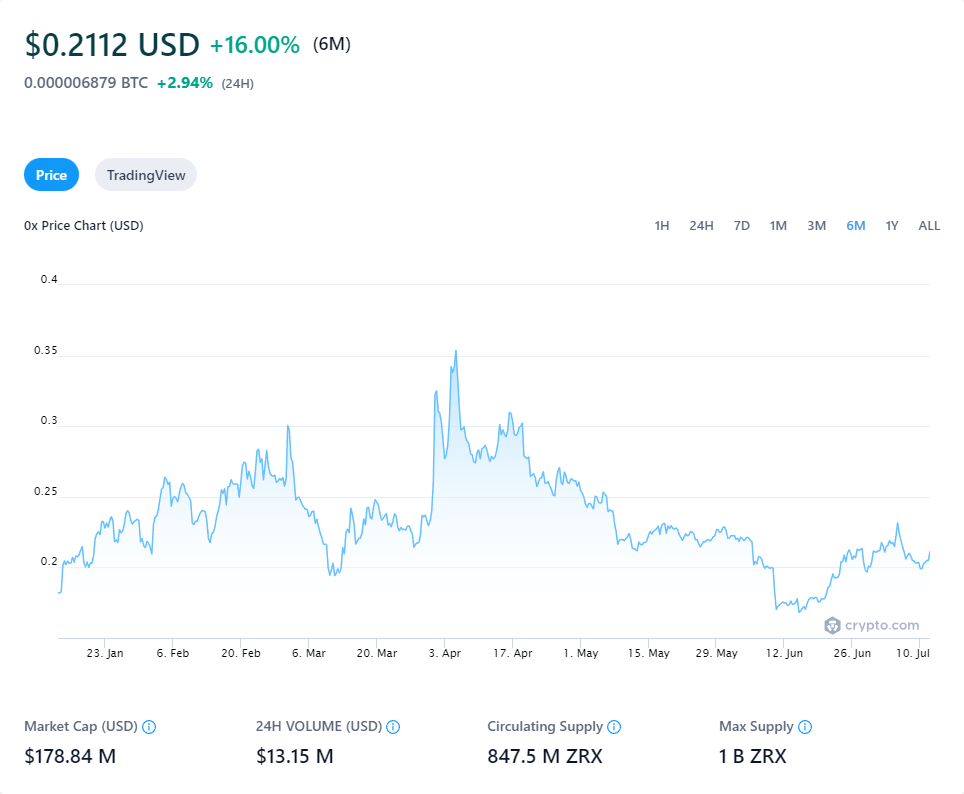 $0.2112 USD +16.00% (6M)
0.000006879 BTC +2.94% (24H)
Price TradingView
0x Price Chart (USD) 1H 24H 7D 1M 3M 6M 1Y ALL
0.4
0.35
0.3
0.25
0.2
crypto.com
23. Jan 6. Feb 20. Feb 6. Mar 20. Mar 3. Apr 17. Apr 1. May 15. May 29. May 12. Jun 26. Jun 10. Jul
Market Cap (USD) 24H VOLUME (USD) Circulating Supply Max Supply
$178.84 M $13.15 M 847.5 M ZRX 1 B ZRX